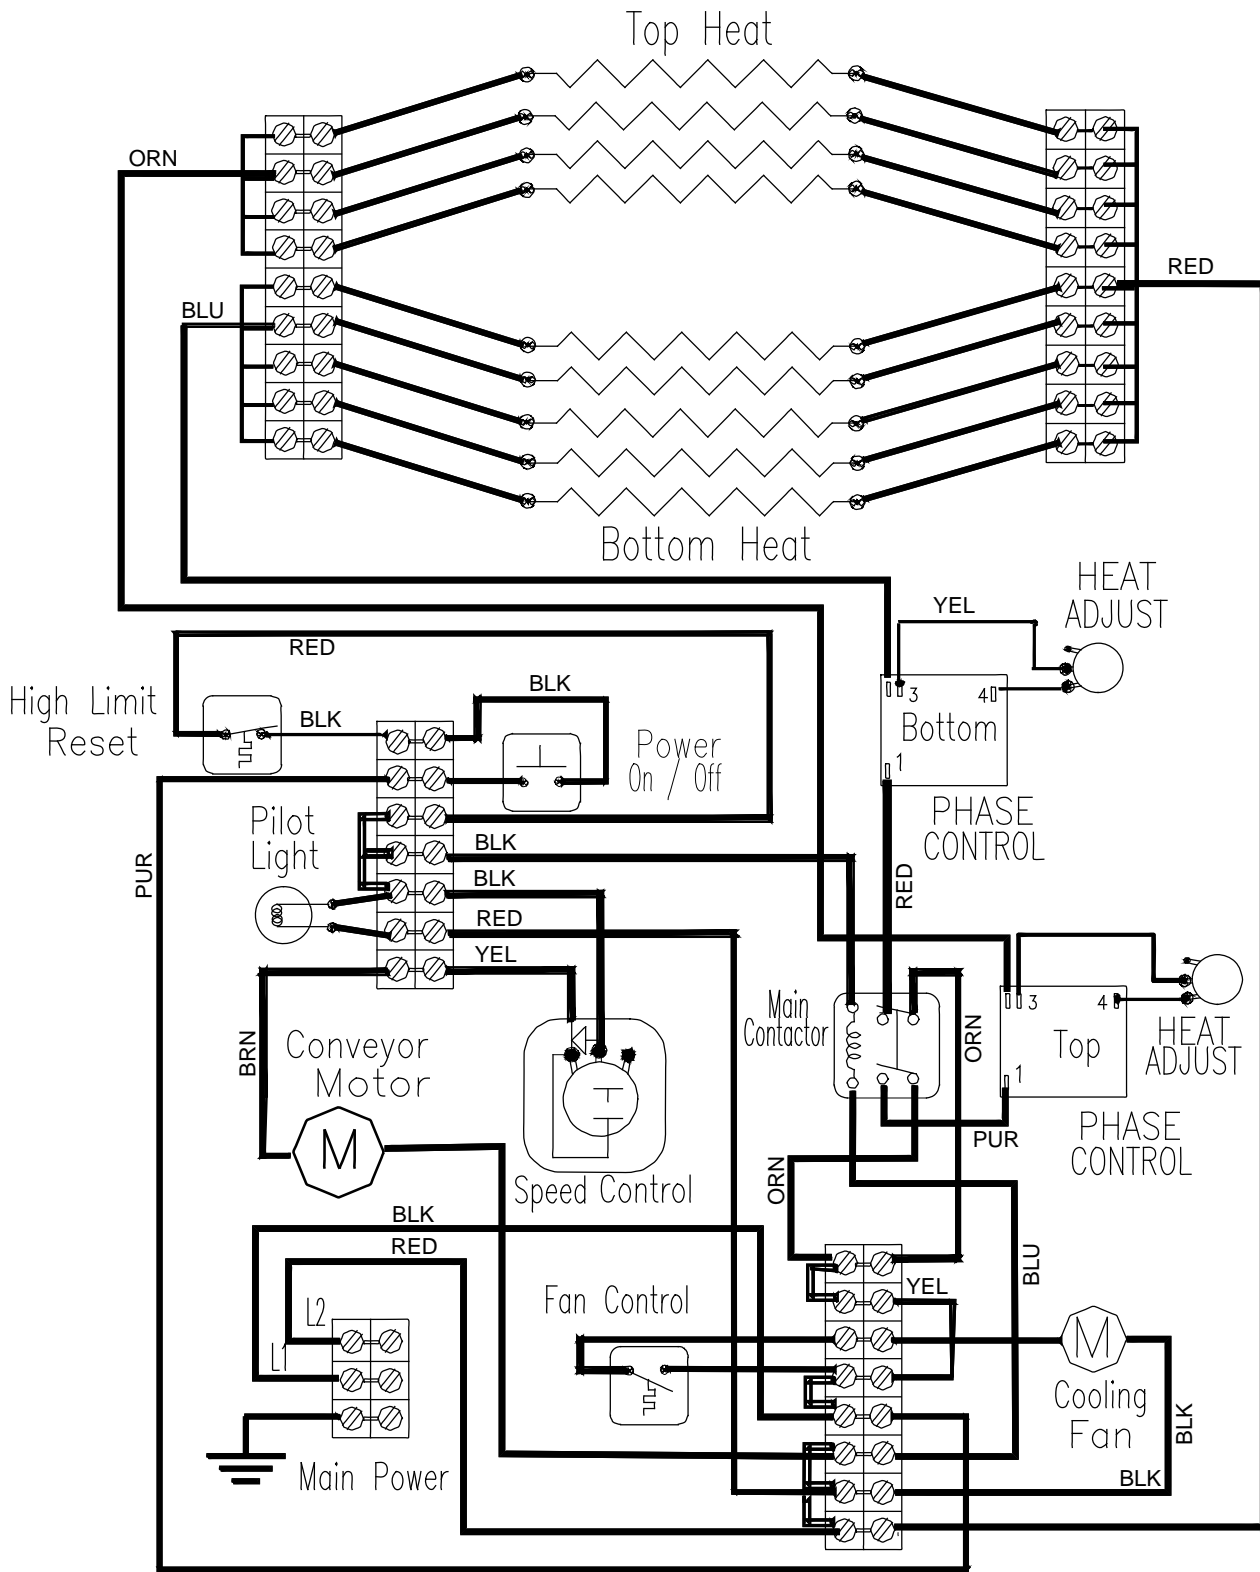 Top Heat
ORN
RED
BLU
Bottom Heat
HEAT
ADJUST
YEL
RED
High Limit
Reset
BLK
BLK
3
4
Bottom
1
Power
On / Off
PHASE
CONTROL
Pilot
Light
PUR
BLK
BLK
RED
RED
YEL
Main
Contactor
ORN
3
4
Top
1
HEAT
ADJUST
BRN
Conveyor
Motor
M
PUR
PHASE
CONTROL
Speed Control
ORN
BLK
RED
BLU
YEL
Fan Control
L2
L1
M
Cooling
Fan
BLK
BLK
Main Power